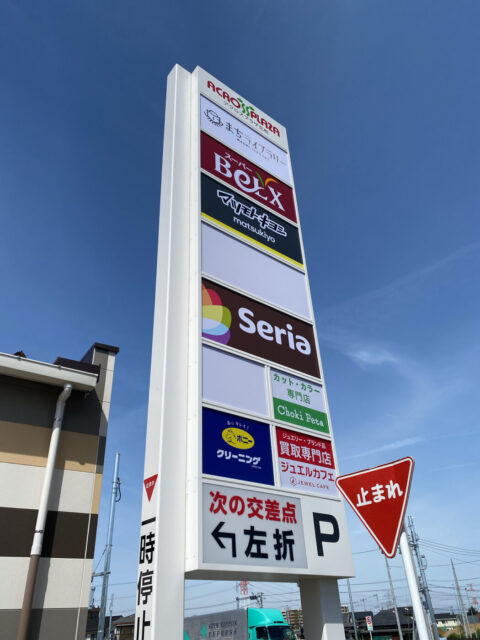 ACROSSPLAZA
まちライブラリー
スーパー
BeLX
マツモトキヨシ
matsukiyo
Seria
カット・カラー
専門店
Choki Peta
ポニー
クリーニング
ジュエリー・ブランド品
買取専門店
ジュエルカフェ
JEWEL CAFE
次の交差点
左折
P
一時停止
止まれ